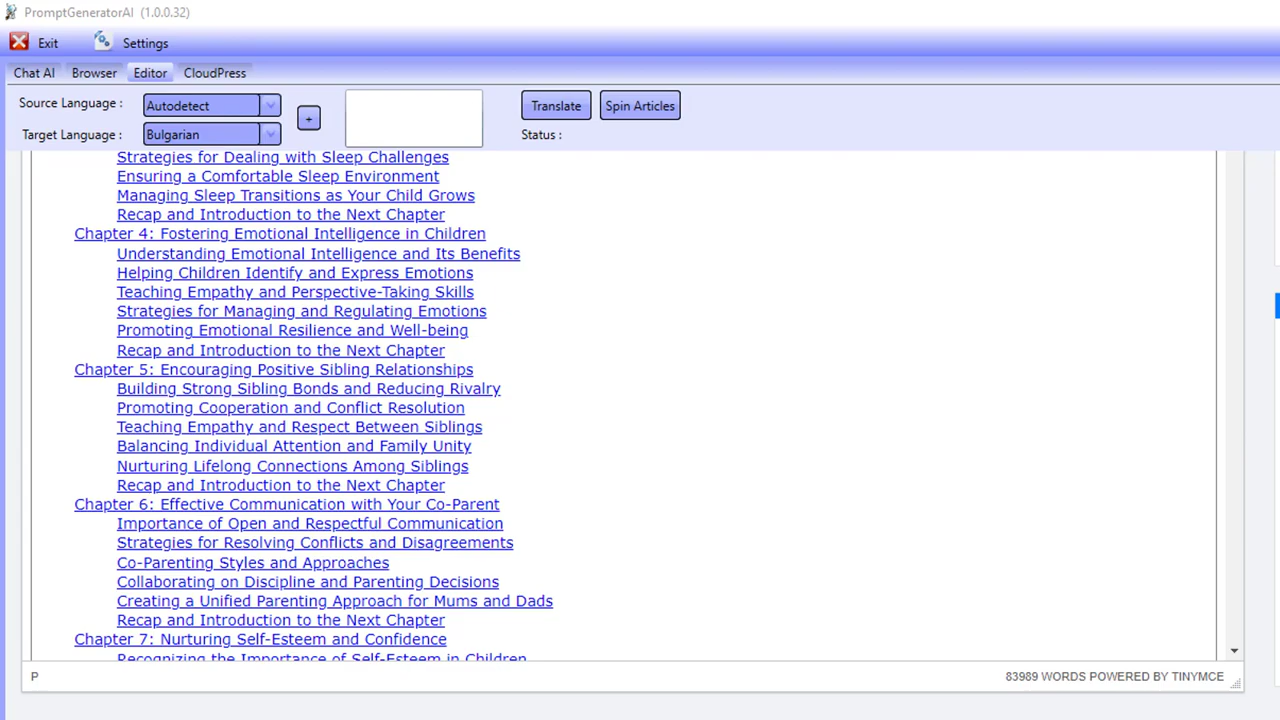 PromptGeneratorAI (1.0.0.32)
Exit Settings
Chat AI Browser Editor CloudPress
Source Language : Autodetect
Target Language : Bulgarian
+
Translate Spin Articles
Status :
Strategies for Dealing with Sleep Challenges
Ensuring a Comfortable Sleep Environment
Managing Sleep Transitions as Your Child Grows
Recap and Introduction to the Next Chapter
Chapter 4: Fostering Emotional Intelligence in Children
Understanding Emotional Intelligence and Its Benefits
Helping Children Identify and Express Emotions
Teaching Empathy and Perspective-Taking Skills
Strategies for Managing and Regulating Emotions
Promoting Emotional Resilience and Well-being
Recap and Introduction to the Next Chapter
Chapter 5: Encouraging Positive Sibling Relationships
Building Strong Sibling Bonds and Reducing Rivalry
Promoting Cooperation and Conflict Resolution
Teaching Empathy and Respect Between Siblings
Balancing Individual Attention and Family Unity
Nurturing Lifelong Connections Among Siblings
Recap and Introduction to the Next Chapter
Chapter 6: Effective Communication with Your Co-Parent
Importance of Open and Respectful Communication
Strategies for Resolving Conflicts and Disagreements
Co-Parenting Styles and Approaches
Collaborating on Discipline and Parenting Decisions
Creating a Unified Parenting Approach for Mums and Dads
Recap and Introduction to the Next Chapter
Chapter 7: Nurturing Self-Esteem and Confidence
Recognizing the Importance of Self-Esteem in Children
P 83989 WORDS POWERED BY TINYMCE